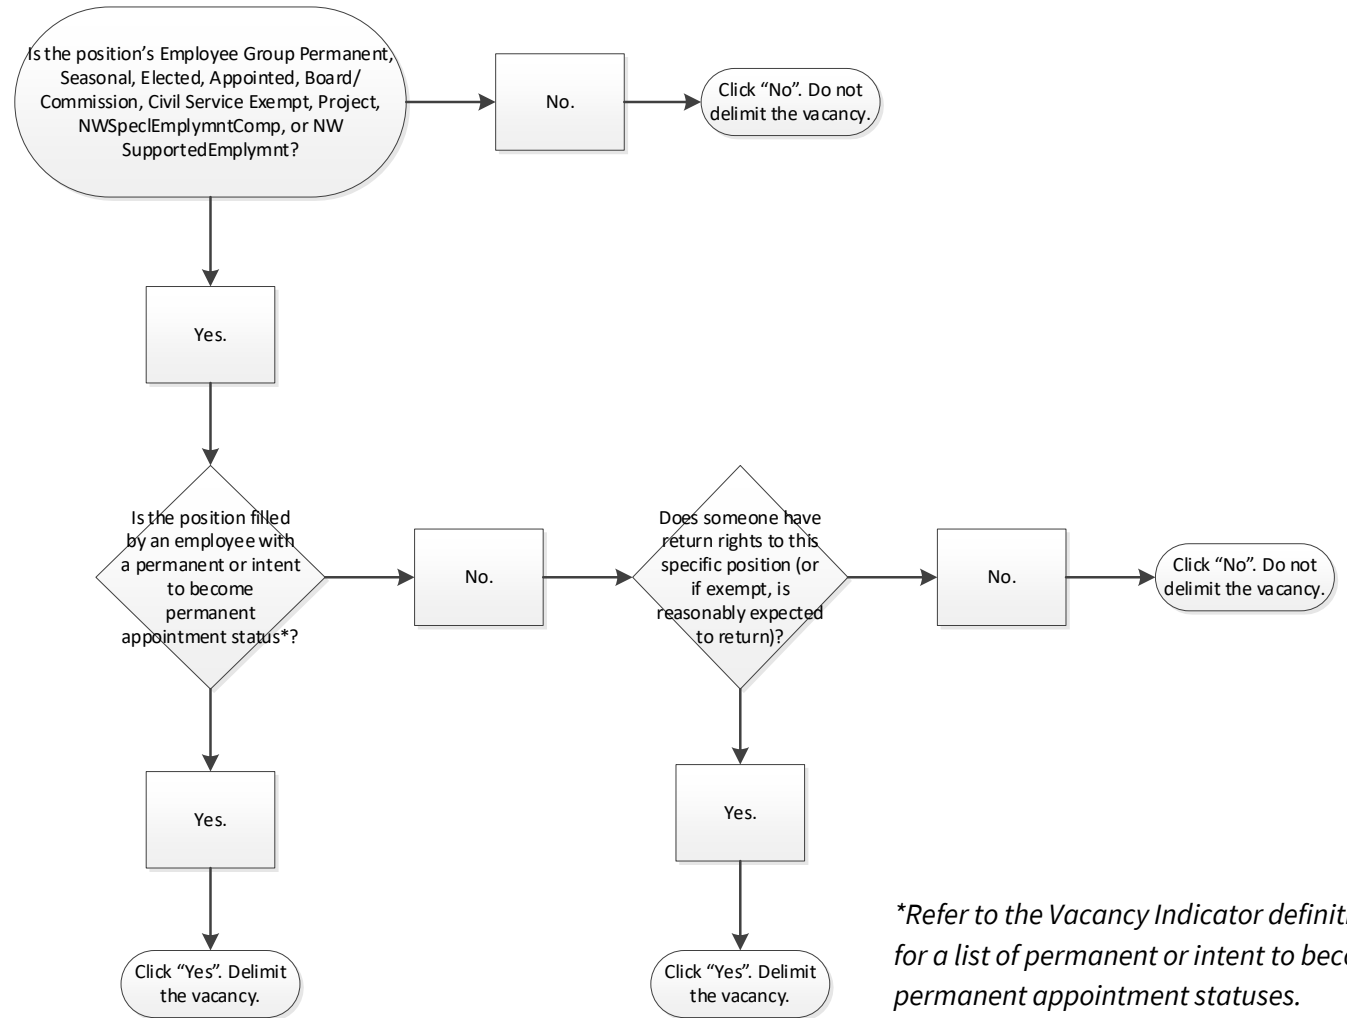 Is the position’s Employee Group Permanent,
Seasonal, Elected, Appointed, Board/
Commission, Civil Service Exempt, Project,
NWSpeclEmplymntComp, or NW
SupportedEmplymnt?
No.
Click “No”. Do not
delimit the vacancy.
Yes.
Is the position filled
by an employee with
a permanent or intent
to become
permanent
appointment status*?
No.
Does someone have
return rights to this
specific position (or
if exempt, is
reasonably expected
to return)?
No.
Click “No”. Do not
delimit the vacancy.
Yes.
Yes.
Click “Yes”. Delimit
the vacancy.
Click “Yes”. Delimit
the vacancy.
*Refer to the Vacancy Indicator
for a list of permanent or intent to
permanent appointment statuses.